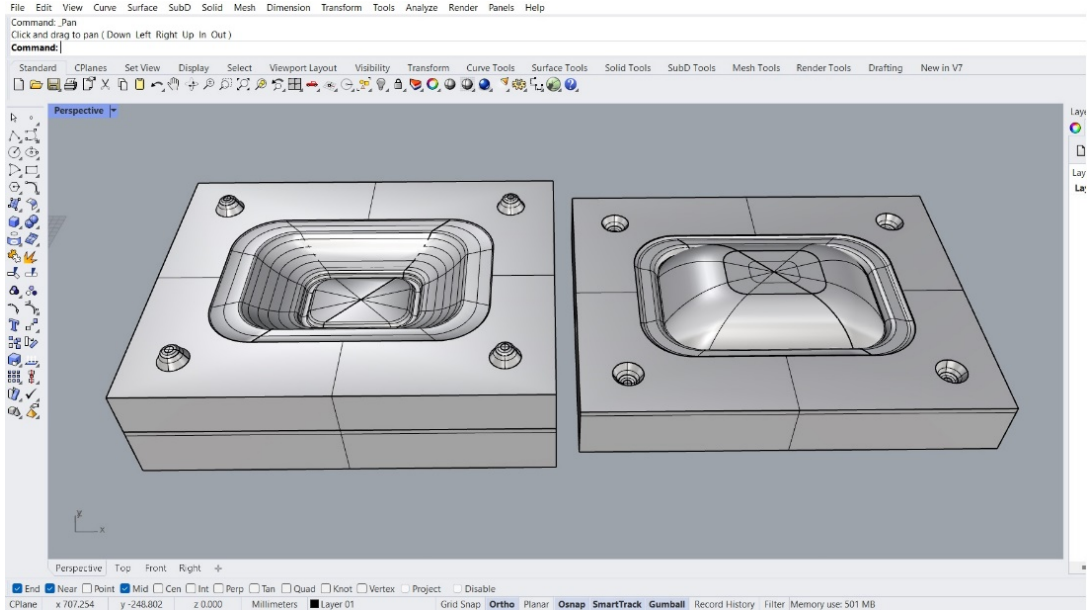 File Edit View Curve Surface SubD Solid Mesh Dimension Transform Tools Analyze Render Panels Help
Command: _Pan
Click and drag to pan ( Down Left Right Up In Out )
Command:
Standard CPlanes Set View Display Select Viewport Layout Visibility Transform Curve Tools Surface Tools Solid Tools SubD Tools Mesh Tools Render Tools Drafting New in V7
Perspective
Laye
Lay
Lay
y
x
Perspective Top Front Right
End Near Point Mid Cen Int Perp Tan Quad Knot Vertex Project Disable
CPlane x 707.254 y -248.802 z 0.000 Millimeters Layer 01 Grid Snap Ortho Planar Osnap SmartTrack Gumball Record History Filter Memory use: 501 MB